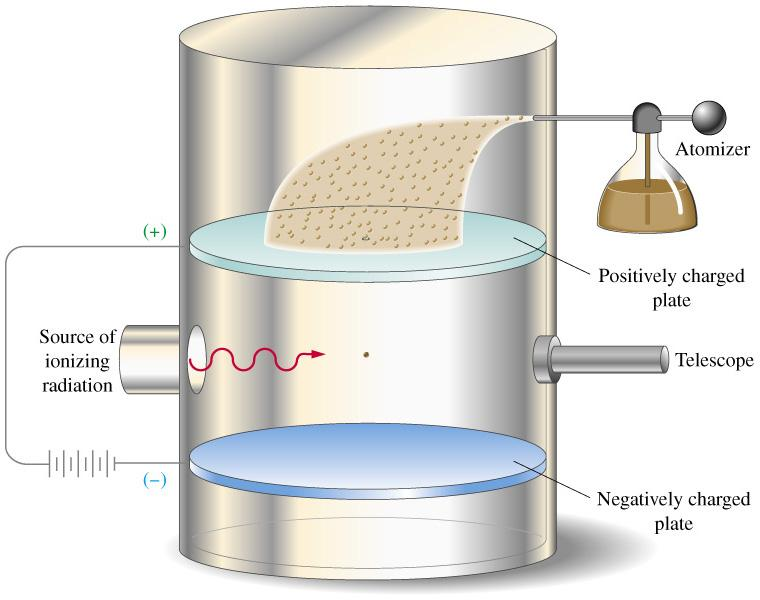 Atomizer
(+)
Positively charged
plate
Source of
ionizing
radiation
Telescope
(−)
Negatively charged
plate